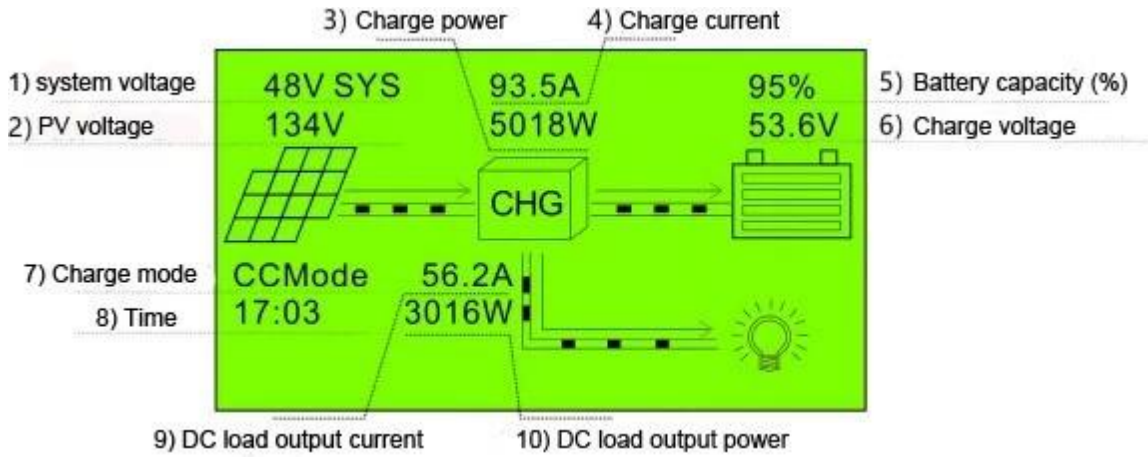 3) Charge power
4) Charge current
1) system voltage
48V SYS
93.5A
95%
5) Battery capacity (%)
2) PV voltage
134V
5018W
53.6V
6) Charge voltage
CHG
7) Charge mode
CCMode
56.2A
8) Time
17:03
3016W
9) DC load output current
10) DC load output power